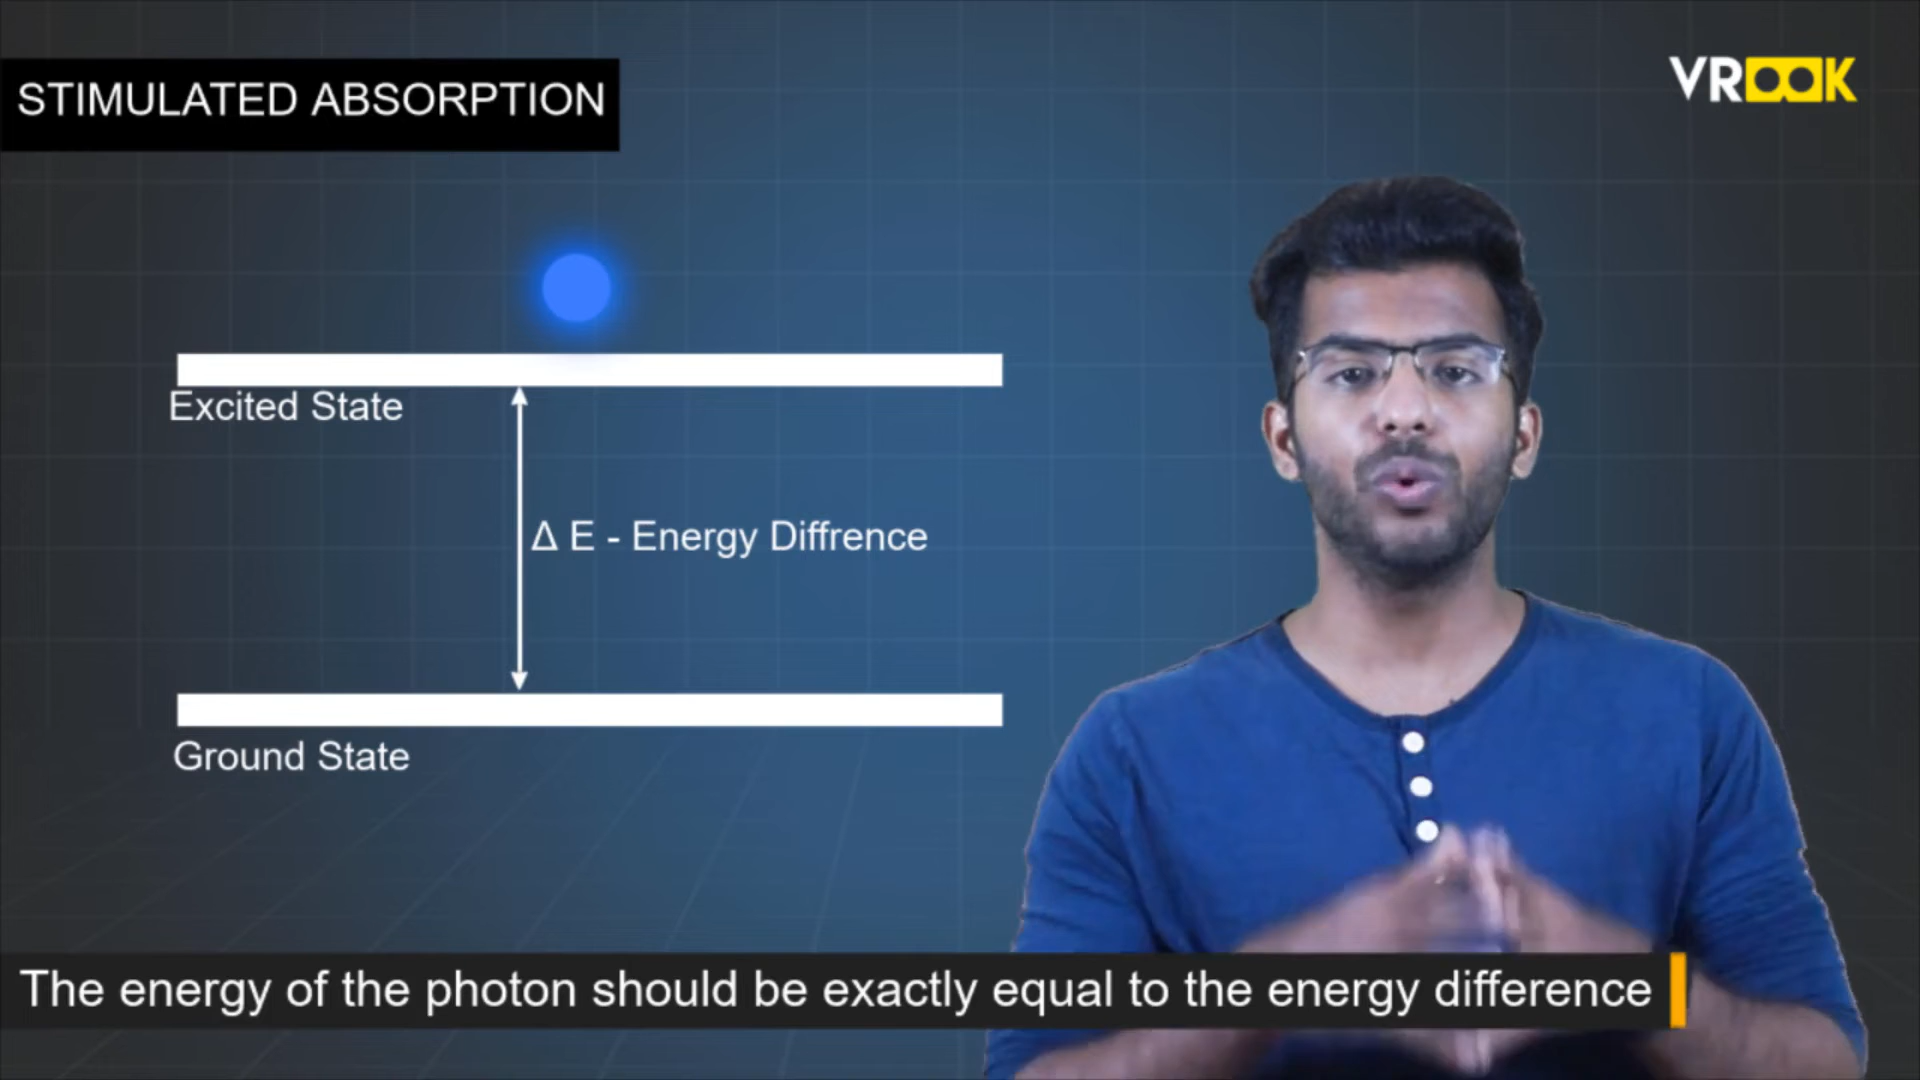 STIMULATED ABSORPTION
VROOK
Excited State
Δ E - Energy Diffrence
Ground State
The energy of the photon should be exactly equal to the energy difference